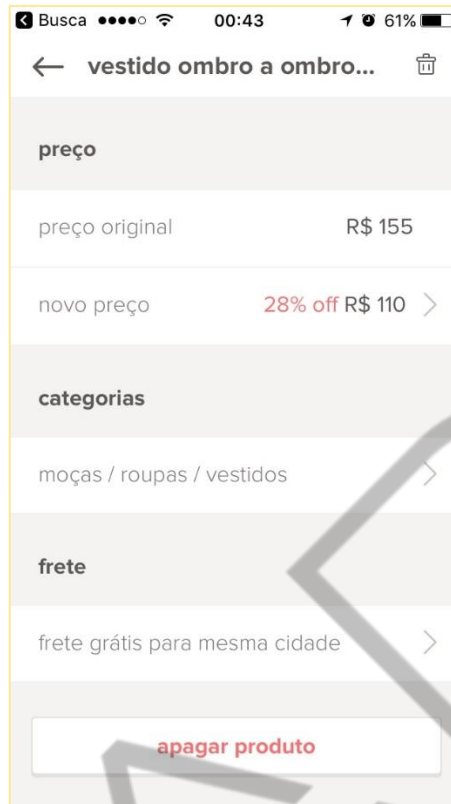 Busca 00:43 61%
vestido ombro a ombro...
preço
preço original R$ 155
novo preço 28% off R$ 110
categorias
moças / roupas / vestidos
frete
frete grátis para mesma cidade
apagar produto